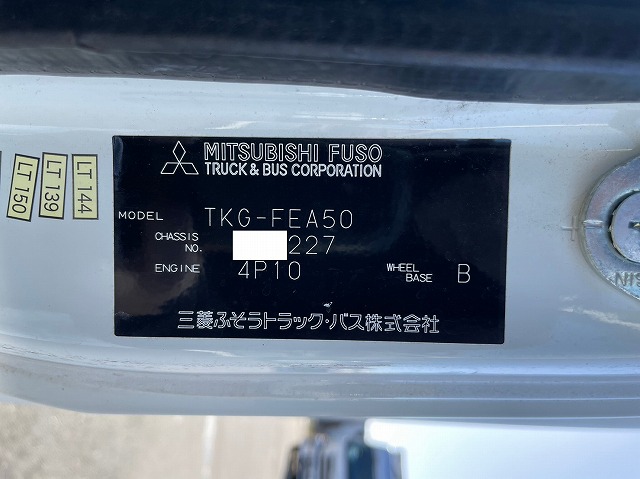 MITSUBISHI FUSO
TRUCK & BUS CORPORATION
MODEL TKG-FEA50
CHASSIS NO. 227
ENGINE 4P10 WHEEL BASE B
三菱ふそうトラック・バス株式会社
LT 150
LT 139
LT 144